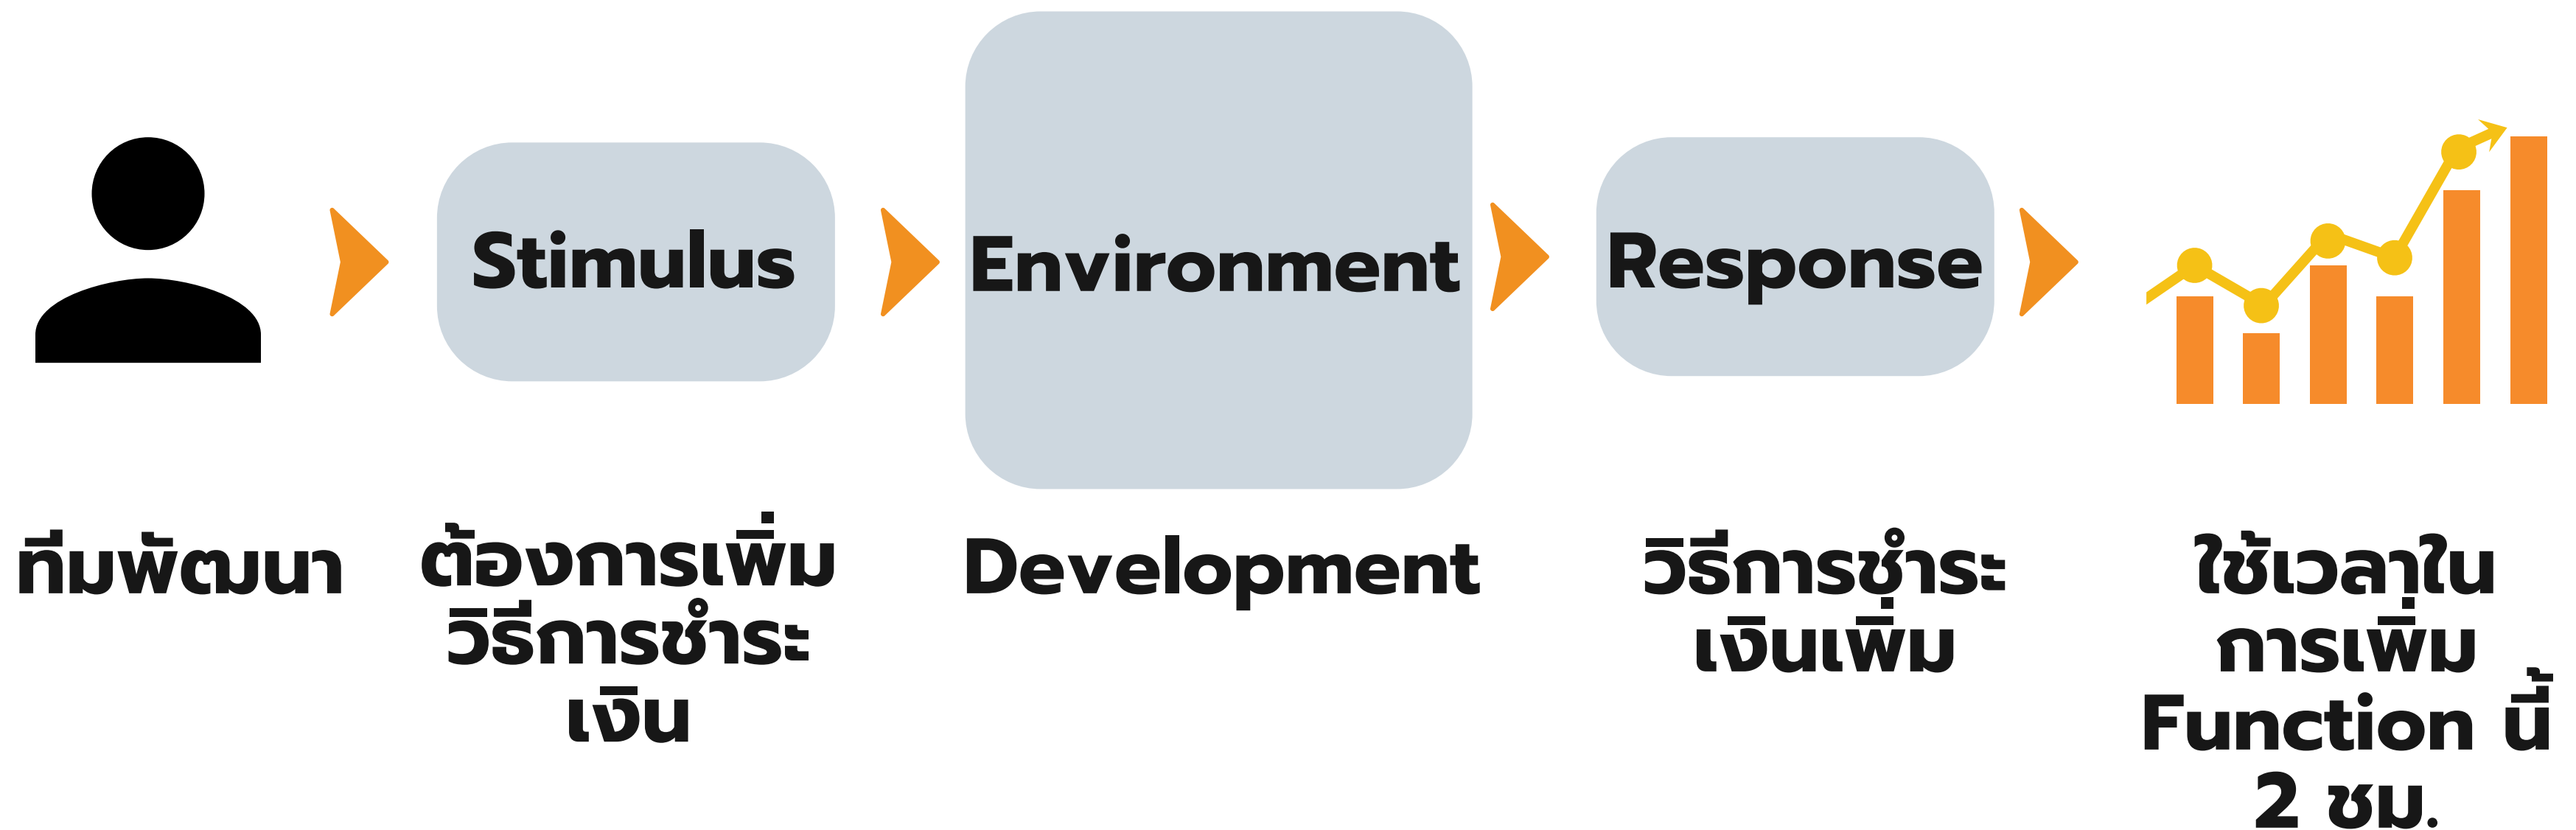 Stimulus
Environment
Response
ทีมพัฒนา
ต้องการเพิ่ม
วิธีการชำระ
เงิน
Development
วิธีการชำระ
เงินเพิ่ม
ใช้เวลาใน
การเพิ่ม
Function นี้
2 ชม.